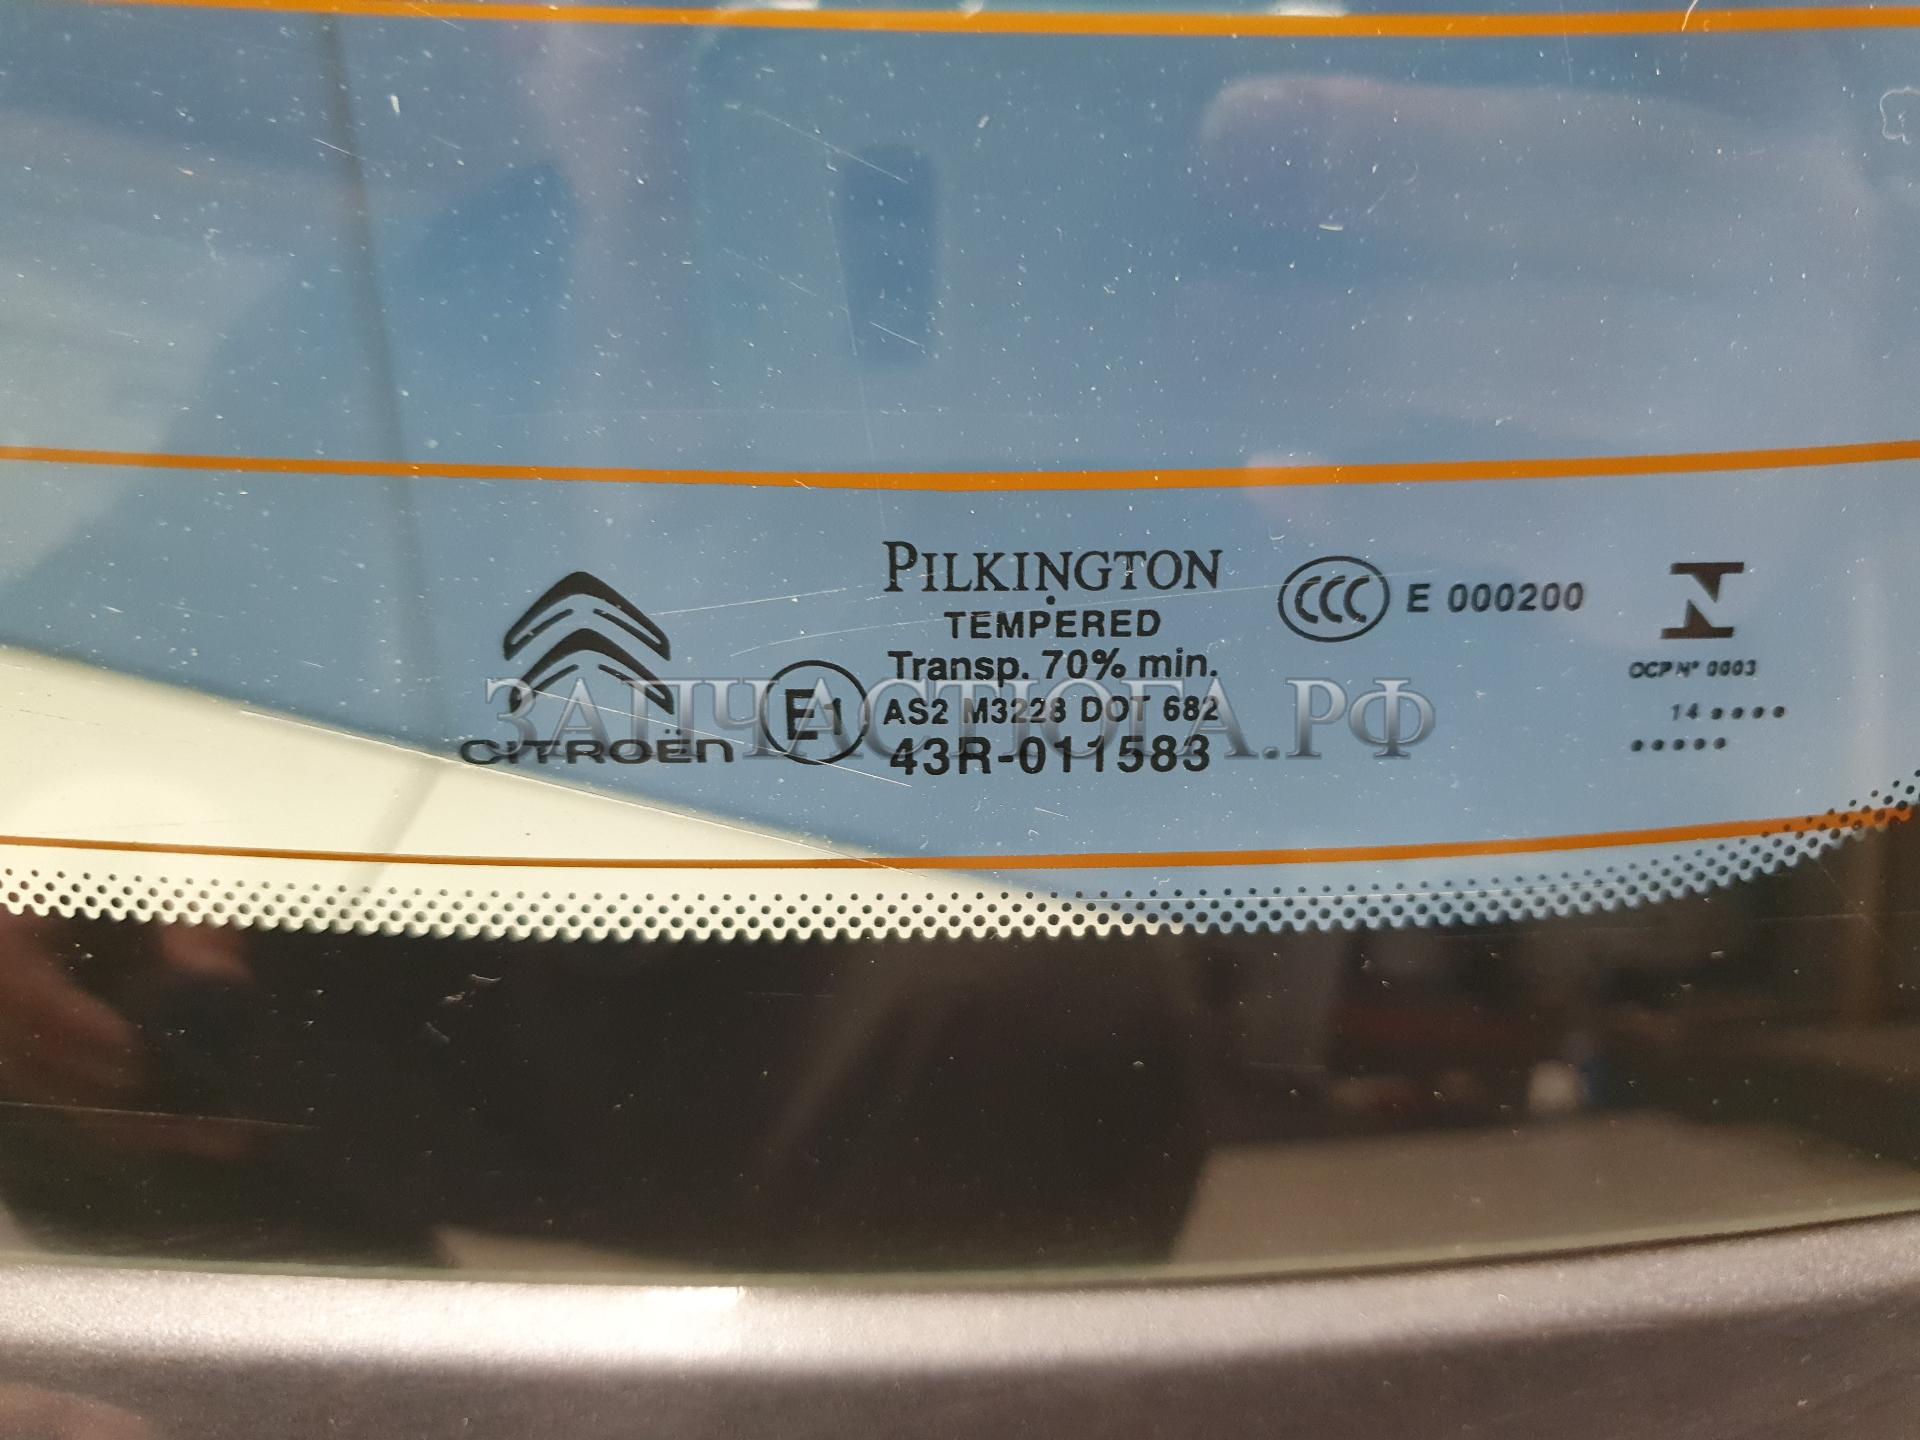 PILKINGTON
TEMPERED
Transp. 70% min.
AS2 M3228 DOT 682
43R-011583
E1
CITROËN
CCC E 000200
OCP Nº 0003
14 •••••
•••••
ЗАПЧАСТЮГА.РФ